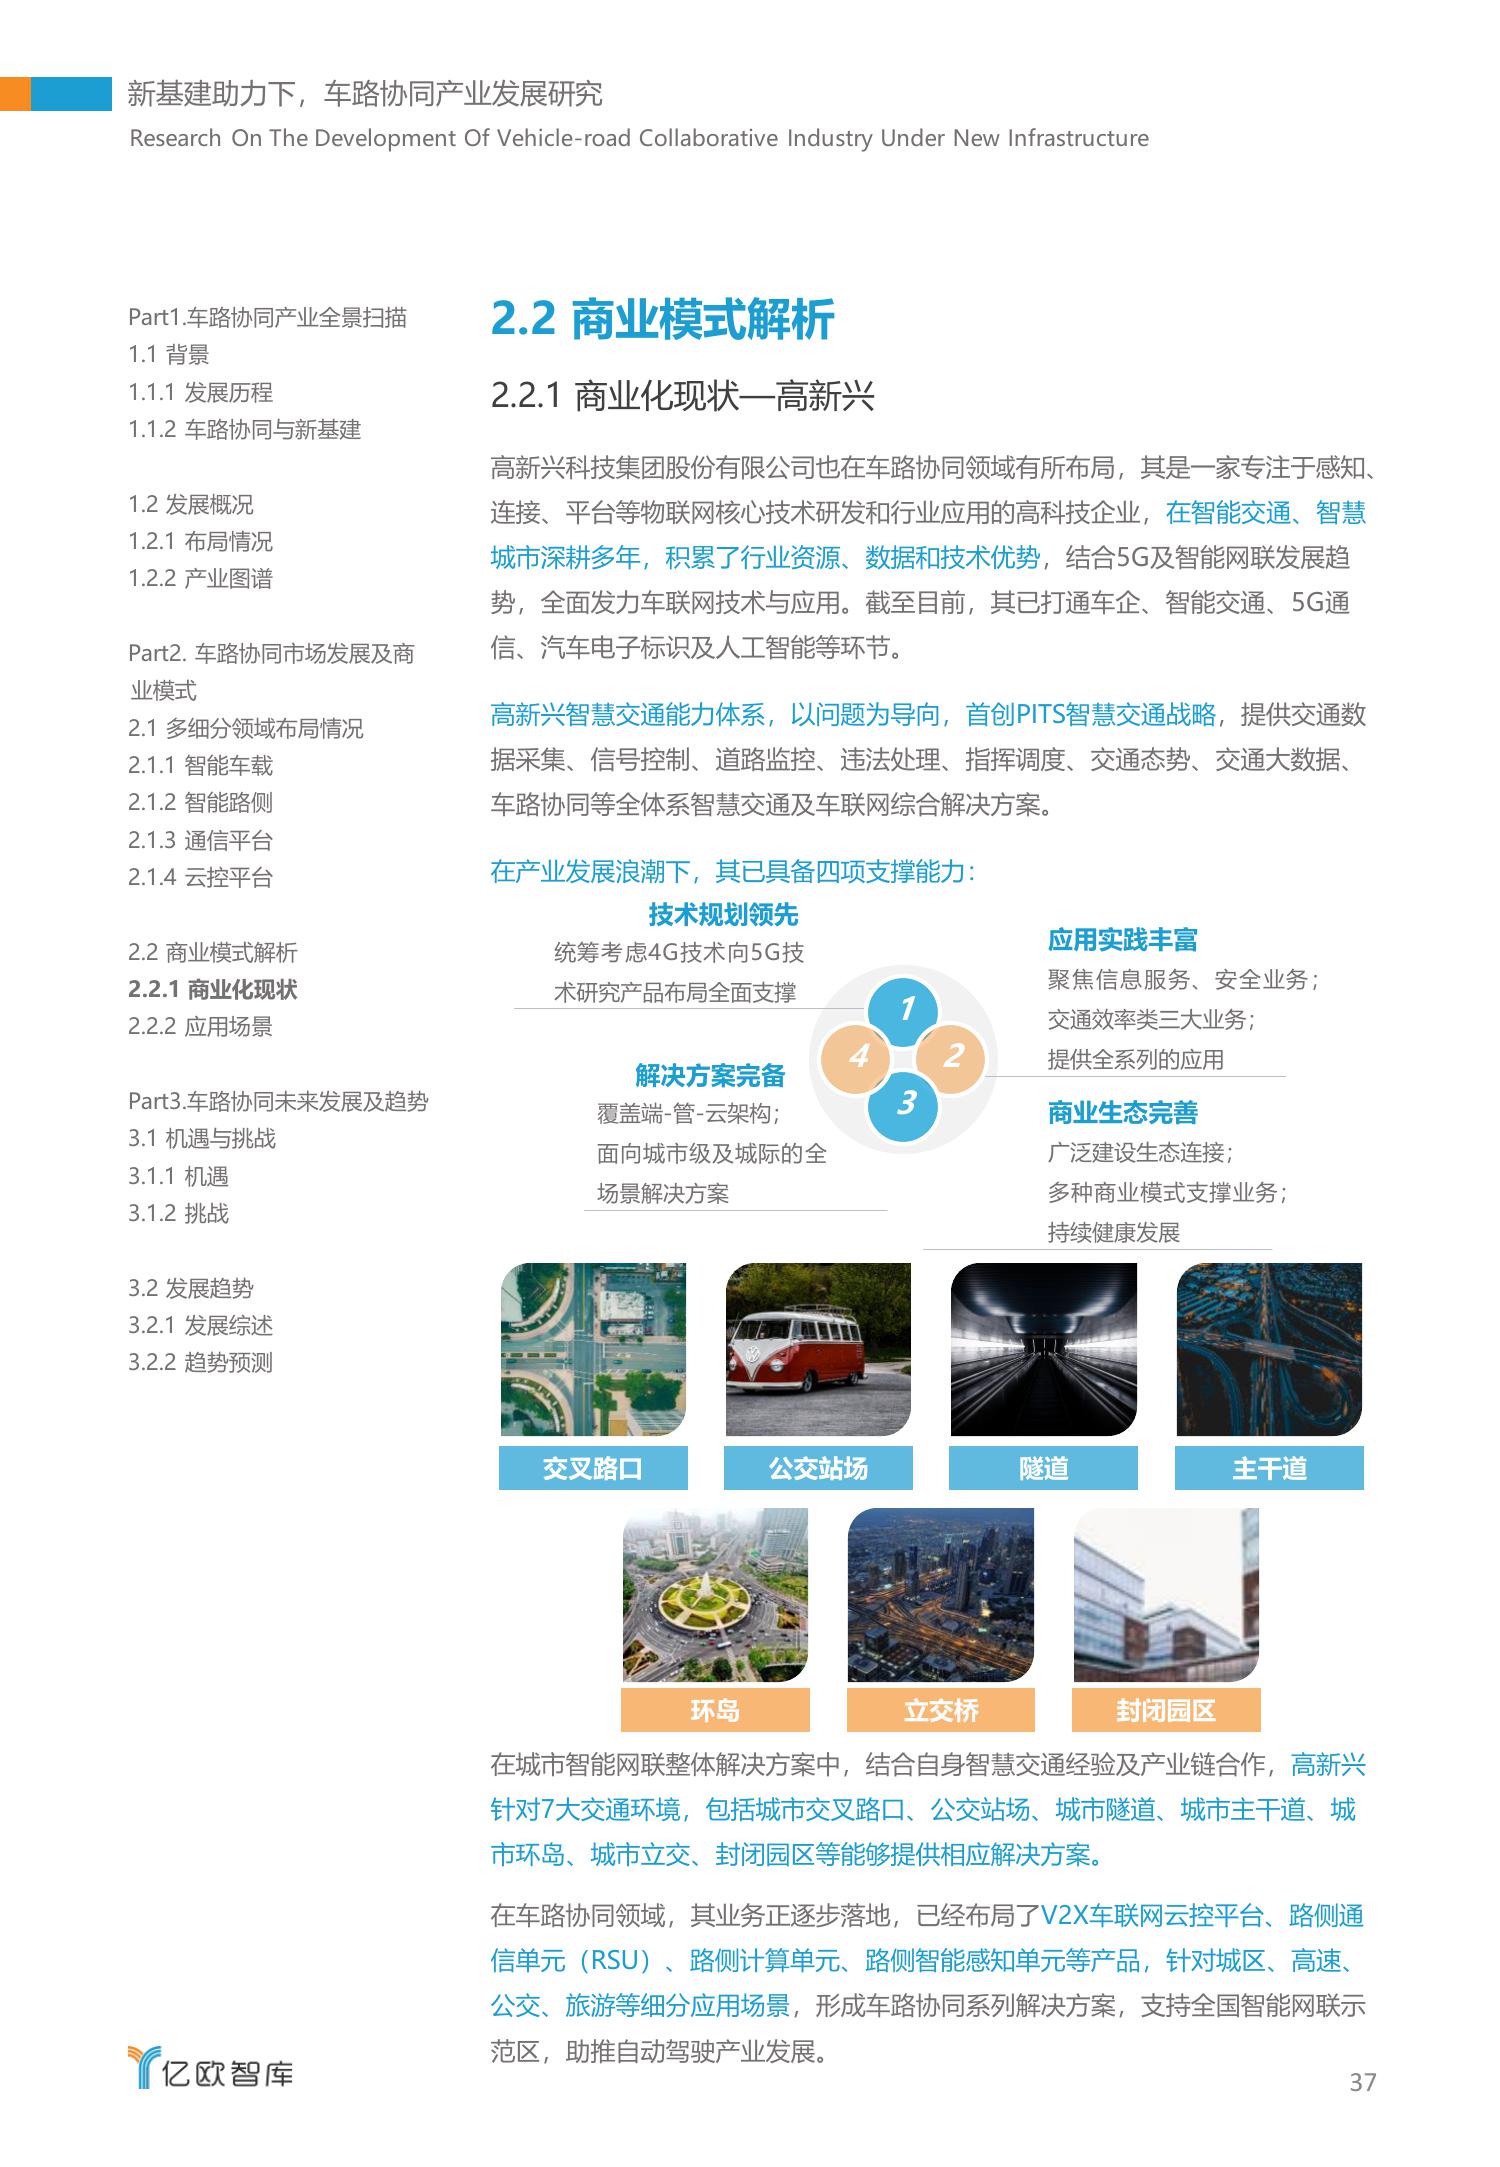 新基建助力下，车路协同产业发展研究
Research On The Development Of Vehicle-road Collaborative Industry Under New Infrastructure
Part1.车路协同产业全景扫描
1.1 背景
1.1.1 发展历程
1.1.2 车路协同与新基建
1.2 发展概况
1.2.1 布局情况
1.2.2 产业图谱
Part2. 车路协同市场发展及商
业模式
2.1 多细分领域布局情况
2.1.1 智能车载
2.1.2 智能路侧
2.1.3 通信平台
2.1.4 云控平台
2.2 商业模式解析
2.2.1 商业化现状
2.2.2 应用场景
Part3.车路协同未来发展及趋势
3.1 机遇与挑战
3.1.1 机遇
3.1.2 挑战
3.2 发展趋势
3.2.1 发展综述
3.2.2 趋势预测
2.2 商业模式解析
2.2.1 商业化现状—高新兴
高新兴科技集团股份有限公司也在车路协同领域有所布局，其是一家专注于感知、
连接、平台等物联网核心技术研发和行业应用的高科技企业，在智能交通、智慧
城市深耕多年，积累了行业资源、数据和技术优势，结合5G及智能网联发展趋
势，全面发力车联网技术与应用。截至目前，其已打通车企、智能交通、5G通
信、汽车电子标识及人工智能等环节。
高新兴智慧交通能力体系，以问题为导向，首创PITS智慧交通战略，提供交通数
据采集、信号控制、道路监控、违法处理、指挥调度、交通态势、交通大数据、
车路协同等全体系智慧交通及车联网综合解决方案。
在产业发展浪潮下，其已具备四项支撑能力：
技术规划领先
统筹考虑4G技术向5G技
术研究产品布局全面支撑
应用实践丰富
聚焦信息服务、安全业务；
交通效率类三大业务；
提供全系列的应用
1
4
2
3
解决方案完备
覆盖端-管-云架构；
面向城市级及城际的全
场景解决方案
商业生态完善
广泛建设生态连接；
多种商业模式支撑业务；
持续健康发展
交叉路口
公交站场
隧道
主干道
环岛
立交桥
封闭园区
在城市智能网联整体解决方案中，结合自身智慧交通经验及产业链合作，高新兴
针对7大交通环境，包括城市交叉路口、公交站场、城市隧道、城市主干道、城
市环岛、城市立交、封闭园区等能够提供相应解决方案。
在车路协同领域，其业务正逐步落地，已经布局了V2X车联网云控平台、路侧通
信单元（RSU）、路侧计算单元、路侧智能感知单元等产品，针对城区、高速、
公交、旅游等细分应用场景，形成车路协同系列解决方案，支持全国智能网联示
范区，助推自动驾驶产业发展。
亿欧智库
37